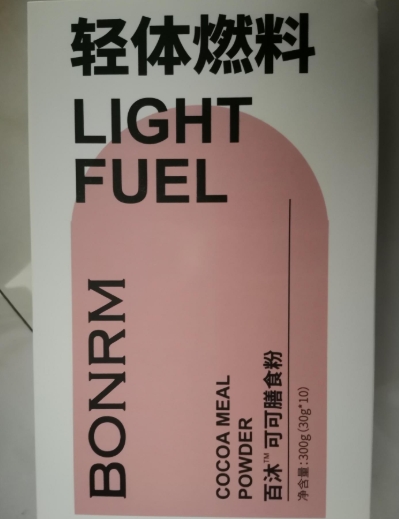 轻体燃料
LIGHT
FUEL
BONRM
COCOA MEAL
POWDER
百沐™可可膳食粉
净含量:300g(30g*10)